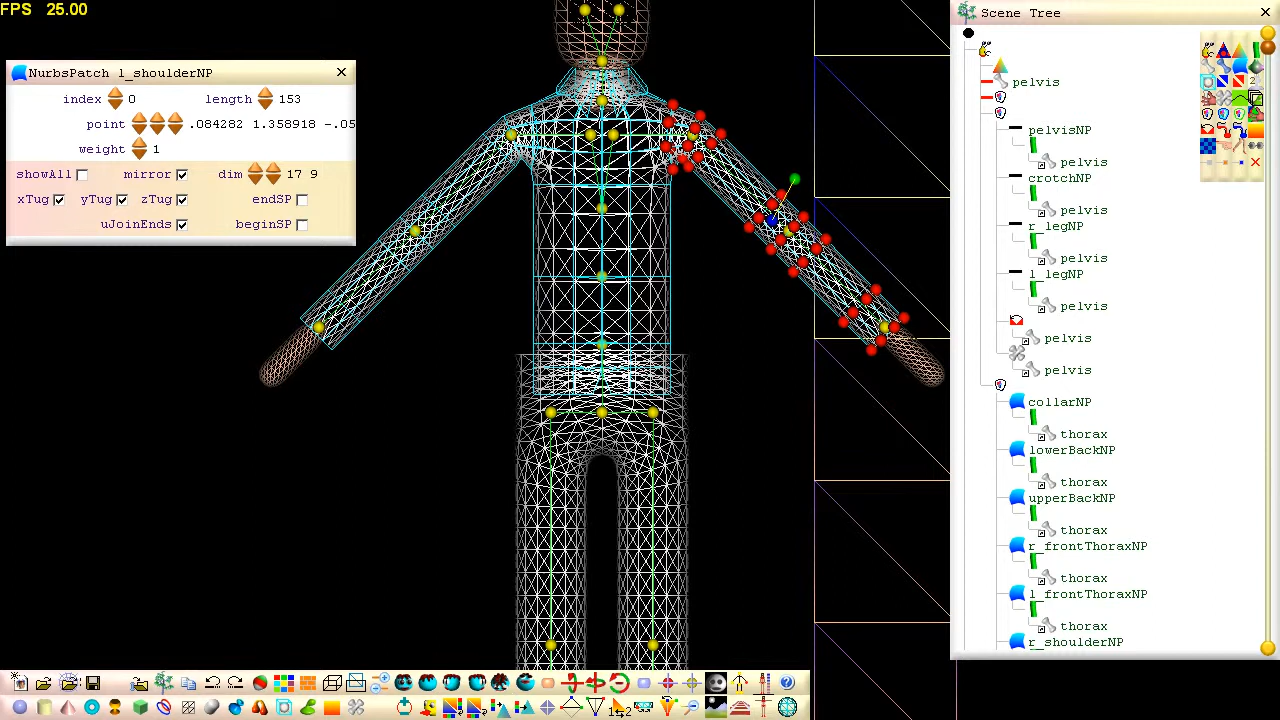 FPS 25.00
NurbsPatch l_shoulderNP
index 0 length
point .084282 1.358918 -.05
weight 1
showAll mirror dim 17 9
xTug yTug zTug endSP
uJoinEnds beginSP
Scene Tree
pelvis
pelvisNP
pelvis
crotchNP
pelvis
r_legNP
pelvis
l_legNP
pelvis
pelvis
pelvis
collarNP
thorax
lowerBackNP
thorax
upperBackNP
thorax
r_frontThoraxNP
thorax
l_frontThoraxNP
thorax
r_shoulderNP